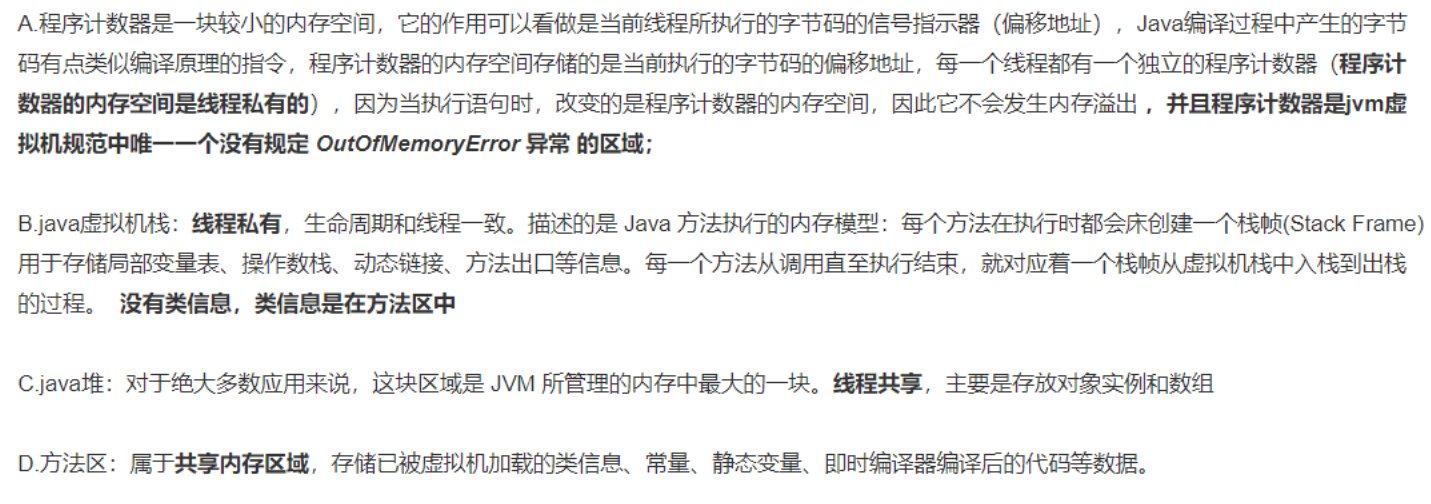 A.程序计数器是一块较小的内存空间，它的作用可以看做是当前线程所执行的字节码的信号指示器（偏移地址），Java编译过程中产生的字节
码有点类似编译原理的指令，程序计数器的内存空间存储的是当前执行的字节码的偏移地址，每一个线程都有一个独立的程序计数器（程序计
数器的内存空间是线程私有的），因为当执行语句时，改变的是程序计数器的内存空间，因此它不会发生内存溢出 ，并且程序计数器是jvm虚
拟机规范中唯一一个没有规定 OutOfMemoryError 异常 的区域；
B.java虚拟机栈：线程私有，生命周期和线程一致。描述的是 Java 方法执行的内存模型：每个方法在执行时都会床创建一个栈帧(Stack Frame)
用于存储局部变量表、操作数栈、动态链接、方法出口等信息。每一个方法从调用直至执行结束，就对应着一个栈帧从虚拟机栈中入栈到出栈
的过程。 没有类信息，类信息是在方法区中
C.java堆：对于绝大多数应用来说，这块区域是 JVM 所管理的内存中最大的一块。线程共享，主要是存放对象实例和数组
D.方法区：属于共享内存区域，存储已被虚拟机加载的类信息、常量、静态变量、即时编译器编译后的代码等数据。